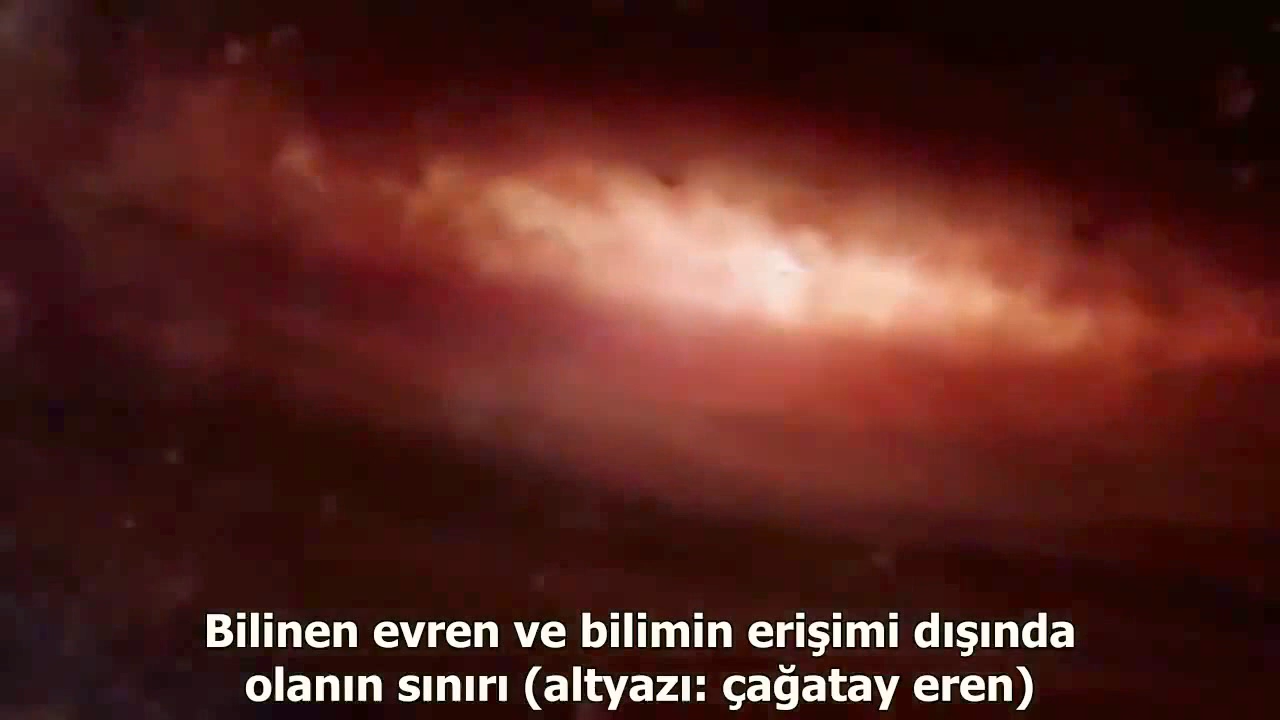 Bilinen evren ve bilimin erişimi dışında
olanın sınırı (altyazı: çağatay eren)